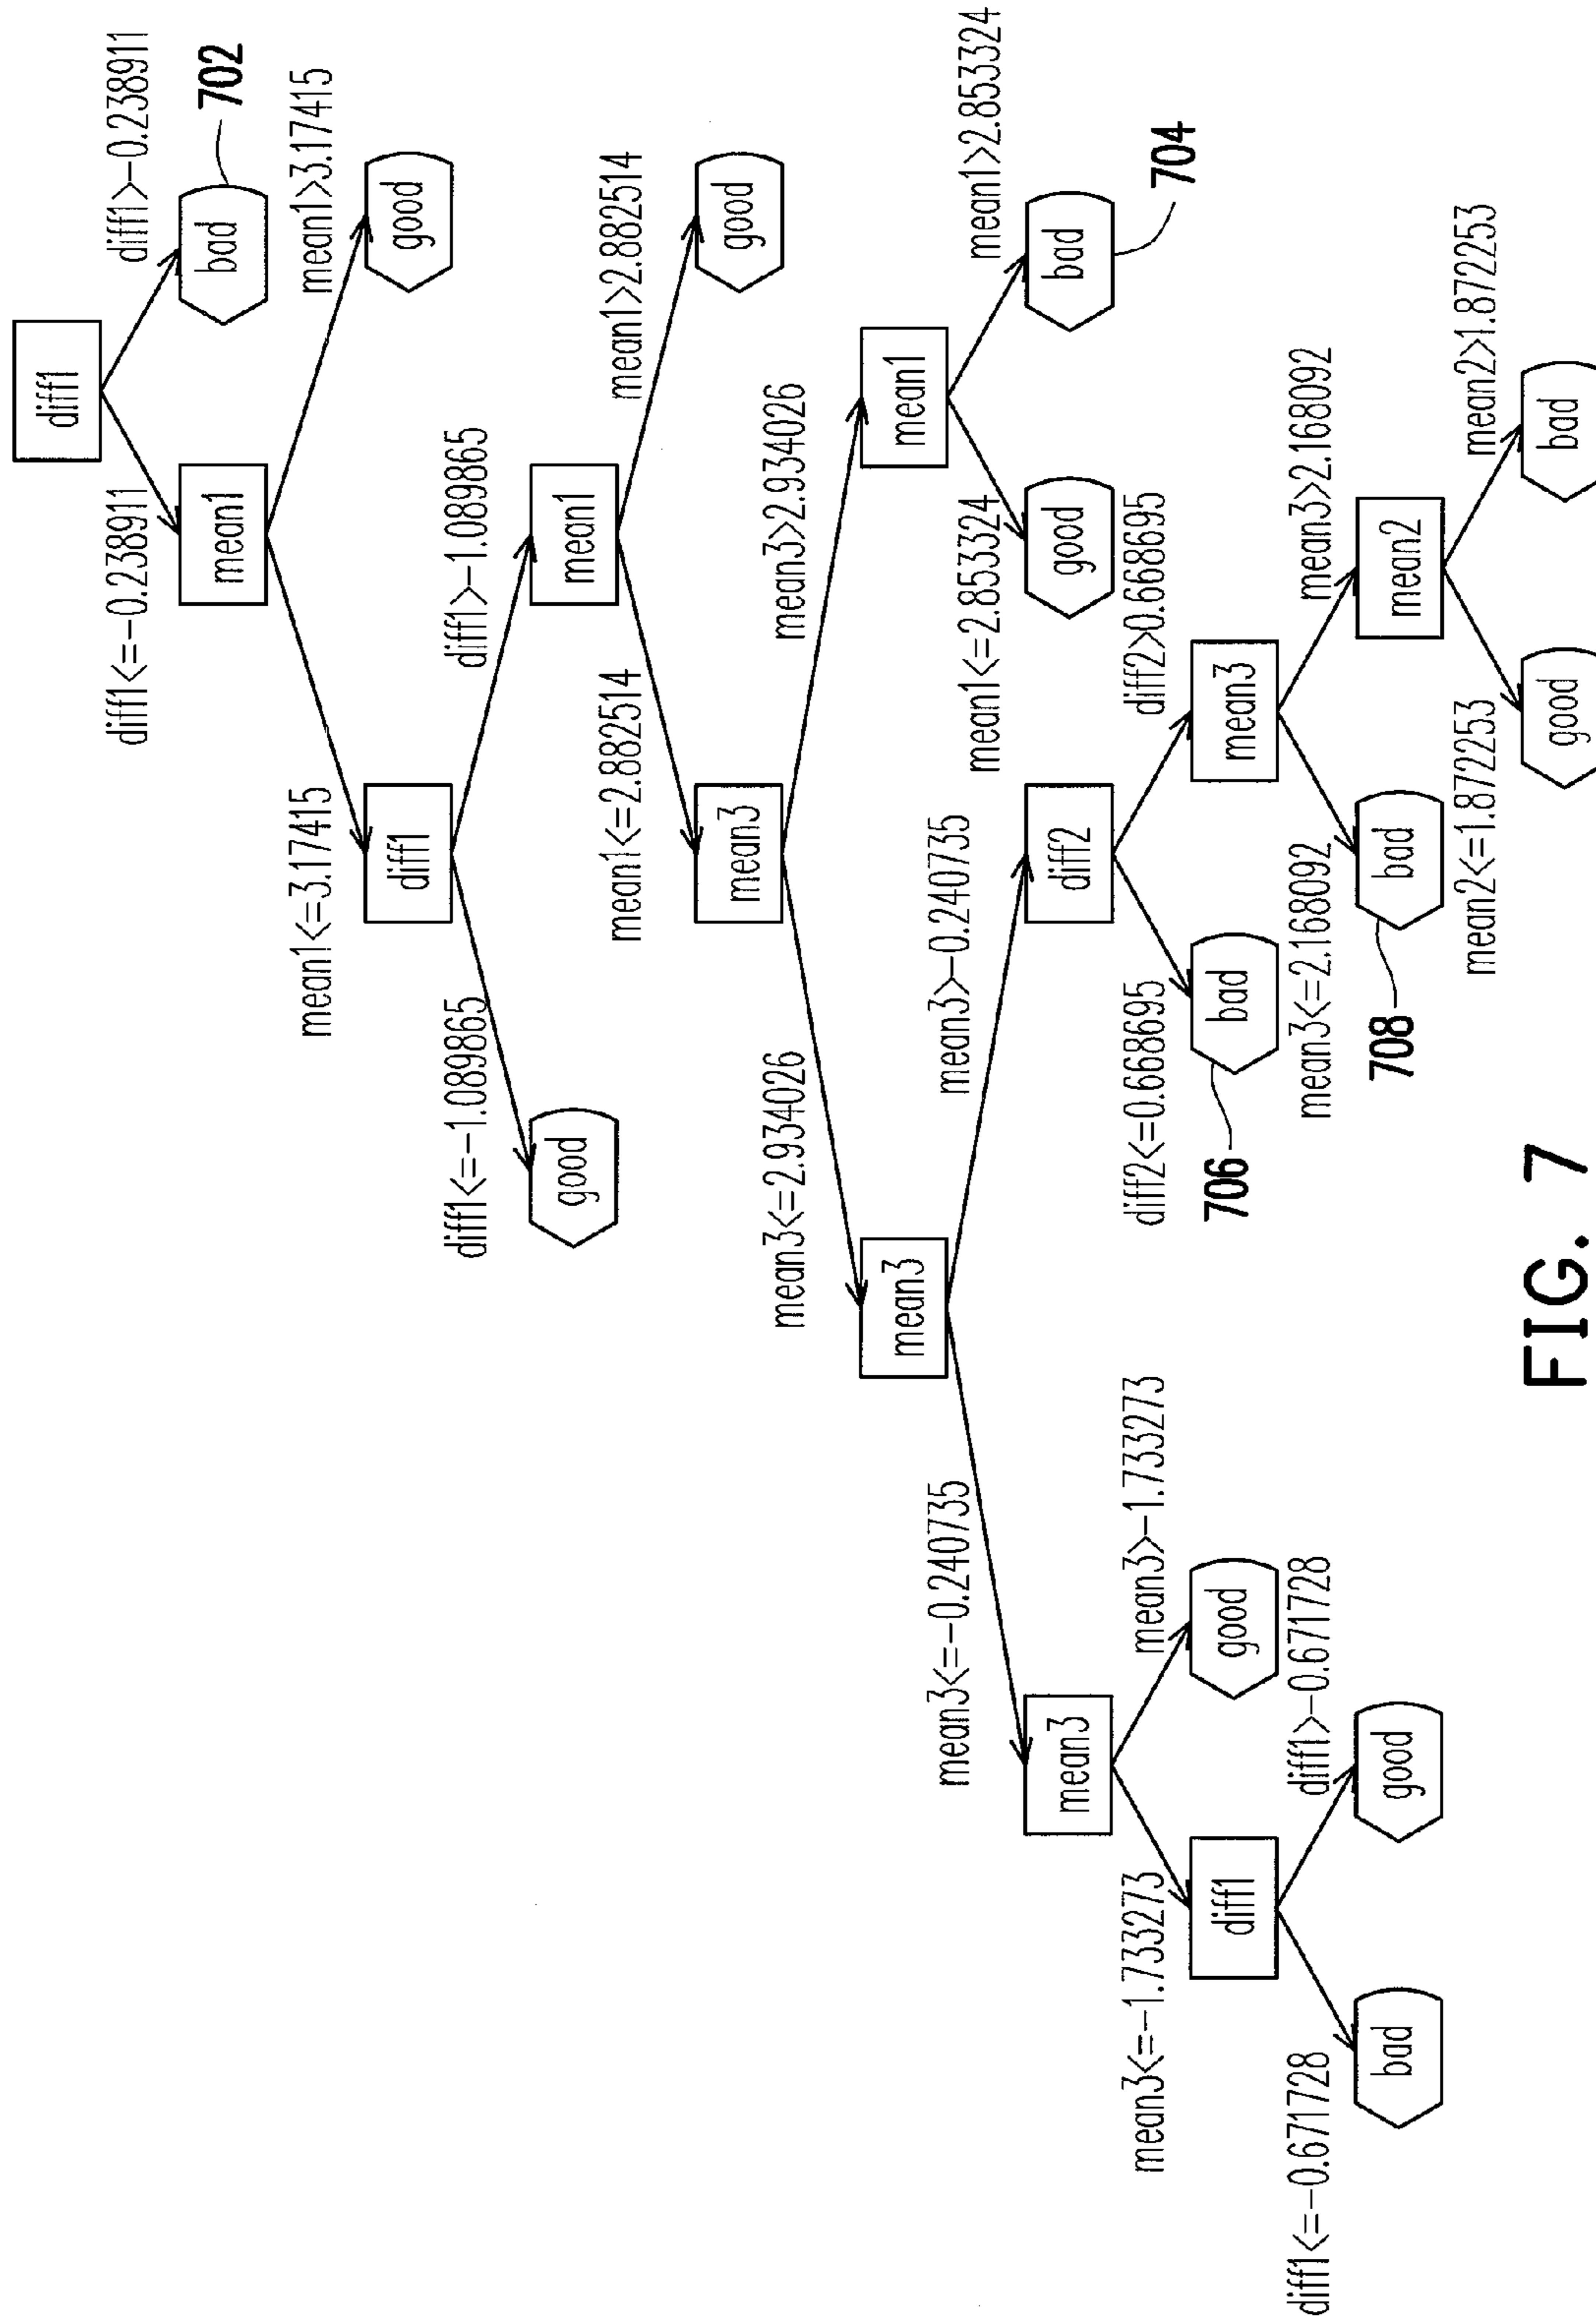 diff1
diff1<=-0.238911
diff1>-0.238911
mean1
bad
702
mean1<=3.17415
mean1>3.17415
diff1
good
diff1<=-1.089865
diff1>-1.089865
good
mean1
mean1<=2.882514
mean1>2.882514
mean3
good
mean3<=2.934026
mean3>2.934026
mean3
mean1
mean3<=-0.240735
mean3>-0.240735
mean1<=2.853324
mean1>2.853324
mean3
diff2
good
bad
704
mean3<=-1.733273
mean3>-1.733273
diff2<=0.668695
diff2>0.668695
diff1
good
706
bad
mean3
diff1<=-0.671728
diff1>-0.671728
mean3<=2.168092
mean3>2.168092
bad
good
708
bad
mean2
mean2<=1.872253
mean2>1.872253
good
bad
FIG. 7